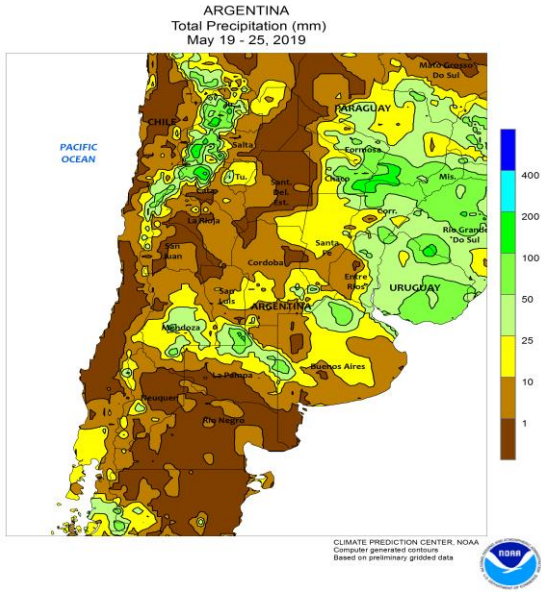 ARGENTINA
Total Precipitation (mm)
May 19 - 25, 2019
Mato Grosso
Do Sul
Ju.
PARAGUAY
CHILE
PACIFIC
OCEAN
Salta
Formosa
Tu.
Sant.
Del.
Est.
Chaco
Mis.
Cata.
La Rioja
Corr.
Rio Grande
Do Sul
San
Juan
Santa
Fe
Cordoba
Entre
Rios
URUGUAY
San
Luis
ARGENTINA
Mendoza
Buenos Aires
La Pampa
Neuquen
Rio Negro
400
200
100
50
25
10
1
CLIMATE PREDICTION CENTER, NOAA
Computer generated contours
Based on preliminary gridded data
NOAA